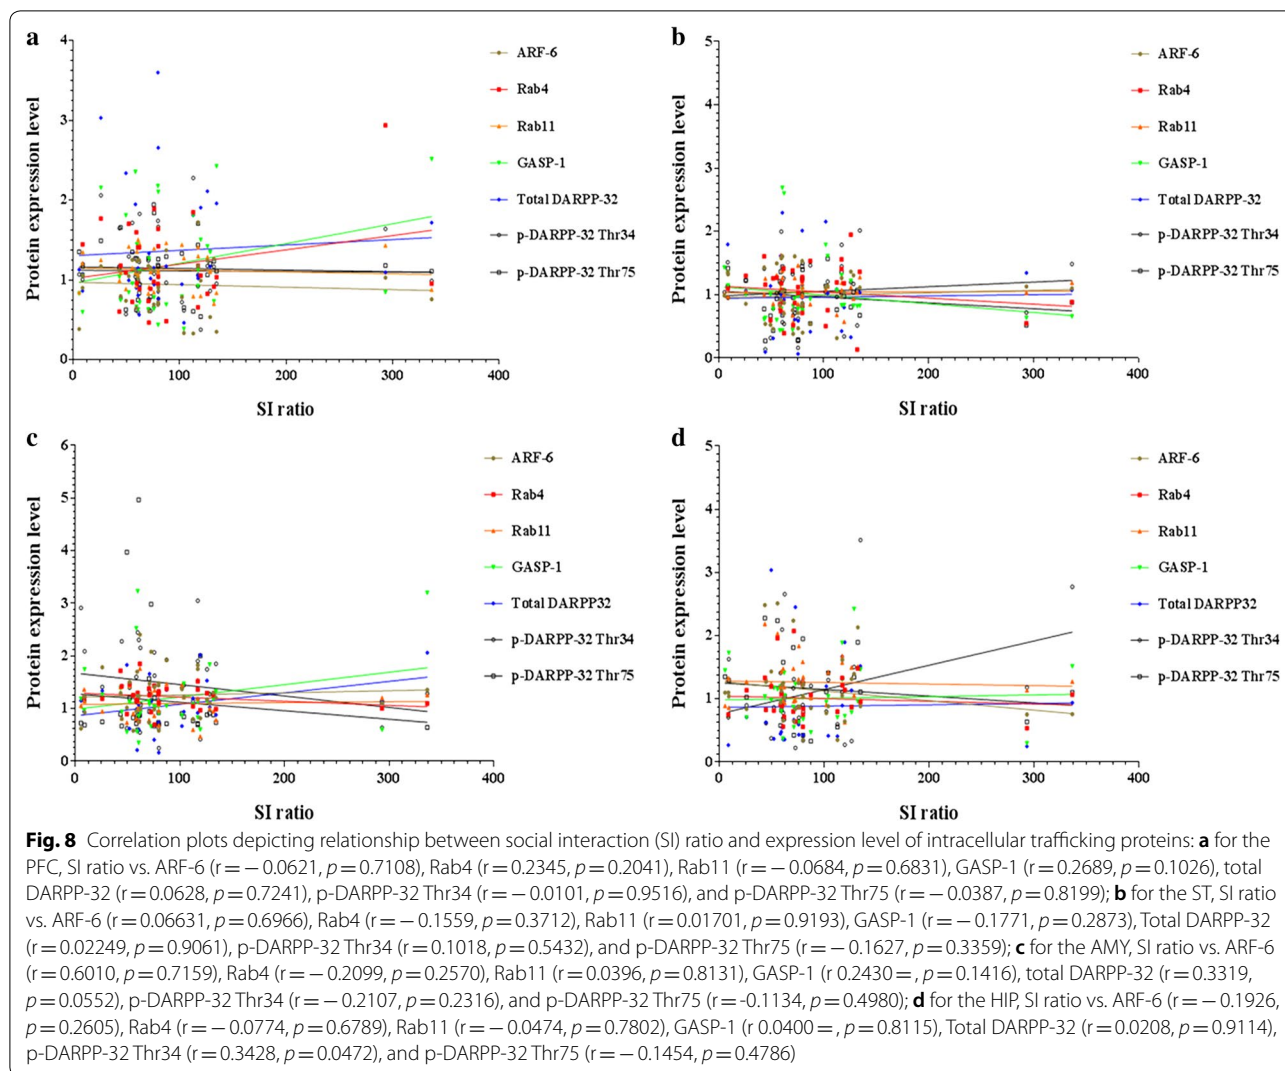 a
4
3
2
1
0
0
100
200
300
400
Protein expression level
SI ratio
ARF-6
Rab4
Rab11
GASP-1
Total DARPP-32
p-DARPP-32 Thr34
p-DARPP-32 Thr75
b
5
4
3
2
1
0
0
100
200
300
400
Protein expression level
SI ratio
ARF-6
Rab4
Rab11
GASP-1
Total DARPP-32
p-DARPP-32 Thr34
p-DARPP-32 Thr75
c
6
5
4
3
2
1
0
0
100
200
300
400
Protein expression level
SI ratio
ARF-6
Rab4
Rab11
GASP-1
Total DARPP32
p-DARPP-32 Thr34
p-DARPP-32 Thr75
d
5
4
3
2
1
0
0
100
200
300
400
Protein expression level
SI ratio
ARF-6
Rab4
Rab11
GASP-1
Total DARPP32
p-DARPP-32 Thr34
p-DARPP-32 Thr75
Fig. 8 Correlation plots depicting relationship between social interaction (SI) ratio and expression level of intracellular trafficking proteins: a for the
PFC, SI ratio vs. ARF-6 (r = − 0.0621, p = 0.7108), Rab4 (r = 0.2345, p = 0.2041), Rab11 (r = − 0.0684, p = 0.6831), GASP-1 (r = 0.2689, p = 0.1026), total
DARPP-32 (r = 0.0628, p = 0.7241), p-DARPP-32 Thr34 (r = − 0.0101, p = 0.9516), and p-DARPP-32 Thr75 (r = − 0.0387, p = 0.8199); b for the ST, SI ratio
vs. ARF-6 (r = 0.06631, p = 0.6966), Rab4 (r = − 0.1559, p = 0.3712), Rab11 (r = 0.01701, p = 0.9193), GASP-1 (r = − 0.1771, p = 0.2873), Total DARPP-32
(r = 0.02249, p = 0.9061), p-DARPP-32 Thr34 (r = 0.1018, p = 0.5432), and p-DARPP-32 Thr75 (r = − 0.1627, p = 0.3359); c for the AMY, SI ratio vs. ARF-6
(r = 0.6010, p = 0.7159), Rab4 (r = − 0.2099, p = 0.2570), Rab11 (r = 0.0396, p = 0.8131), GASP-1 (r 0.2430 =, p = 0.1416), total DARPP-32 (r = 0.3319,
p = 0.0552), p-DARPP-32 Thr34 (r = − 0.2107, p = 0.2316), and p-DARPP-32 Thr75 (r = -0.1134, p = 0.4980); d for the HIP, SI ratio vs. ARF-6 (r = − 0.1926,
p = 0.2605), Rab4 (r = − 0.0774, p = 0.6789), Rab11 (r = − 0.0474, p = 0.7802), GASP-1 (r 0.0400 =, p = 0.8115), Total DARPP-32 (r = 0.0208, p = 0.9114),
p-DARPP-32 Thr34 (r = 0.3428, p = 0.0472), and p-DARPP-32 Thr75 (r = − 0.1454, p = 0.4786)